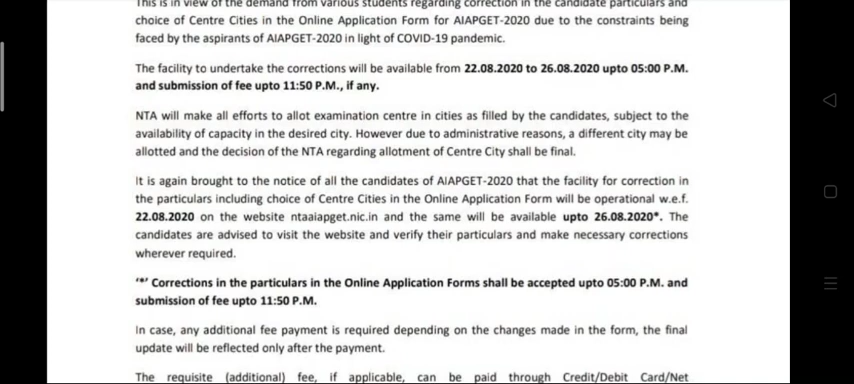 This is in view of the demand from various students regarding correction in the candidate particulars and
choice of Centre Cities in the Online Application Form for AIAPGET-2020 due to the constraints being
faced by the aspirants of AIAPGET-2020 in light of COVID-19 pandemic.
The facility to undertake the corrections will be available from 22.08.2020 to 26.08.2020 upto 05:00 P.M.
and submission of fee upto 11:50 P.M., if any.
NTA will make all efforts to allot examination centre in cities as filled by the candidates, subject to the
availability of capacity in the desired city. However due to administrative reasons, a different city may be
allotted and the decision of the NTA regarding allotment of Centre City shall be final.
It is again brought to the notice of all the candidates of AIAPGET-2020 that the facility for correction in
the particulars including choice of Centre Cities in the Online Application Form will be operational w.e.f.
22.08.2020 on the website ntaaiapget.nic.in and the same will be available upto 26.08.2020*. The
candidates are advised to visit the website and verify their particulars and make necessary corrections
wherever required.
‘*’ Corrections in the particulars in the Online Application Forms shall be accepted upto 05:00 P.M. and
submission of fee upto 11:50 P.M.
In case, any additional fee payment is required depending on the changes made in the form, the final
update will be reflected only after the payment.
The requisite (additional) fee, if applicable, can be paid through Credit/Debit Card/Net